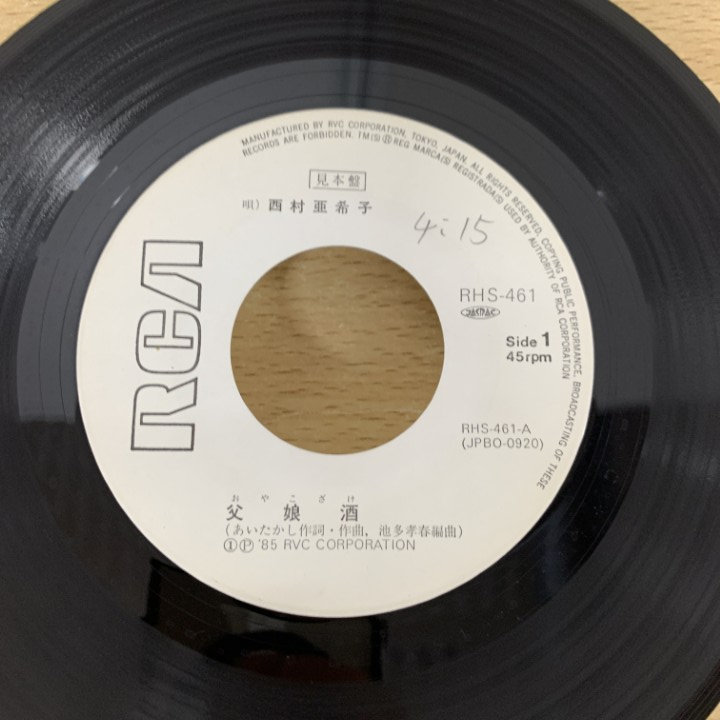 MANUFACTURED BY RVC CORPORATION, TOKYO, JAPAN. ALL RIGHTS RESERVED, COPYING PUBLIC PERFORMANCE, BROADCASTING OF THESE
RECORDS ARE FORBIDDEN. TM(S) Ⓡ REG MARCA(S) REGISTRADA(S) USED BY AUTHORITY OF RCA CORPORATION
見本盤
唄) 西村亜希子
4:15
RCA
RHS-461
JASRAC
Side 1
45rpm
RHS-461-A
(JPBO-0920)
おやこざけ
父娘酒
(あいたかし作詞・作曲, 池多孝春編曲)
①Ⓟ '85 RVC CORPORATION